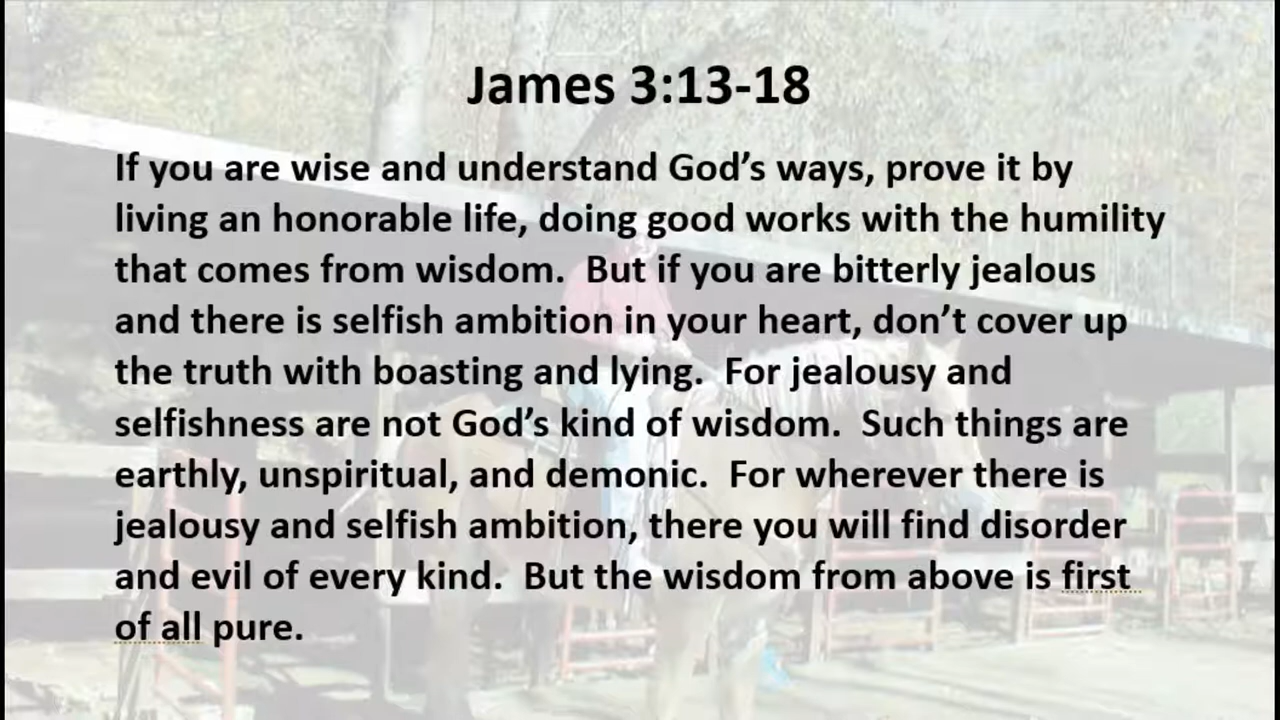 James 3:13-18
If you are wise and understand God’s ways, prove it by
living an honorable life, doing good works with the humility
that comes from wisdom.  But if you are bitterly jealous
and there is selfish ambition in your heart, don’t cover up
the truth with boasting and lying.  For jealousy and
selfishness are not God’s kind of wisdom.  Such things are
earthly, unspiritual, and demonic.  For wherever there is
jealousy and selfish ambition, there you will find disorder
and evil of every kind.  But the wisdom from above is first
of all pure.